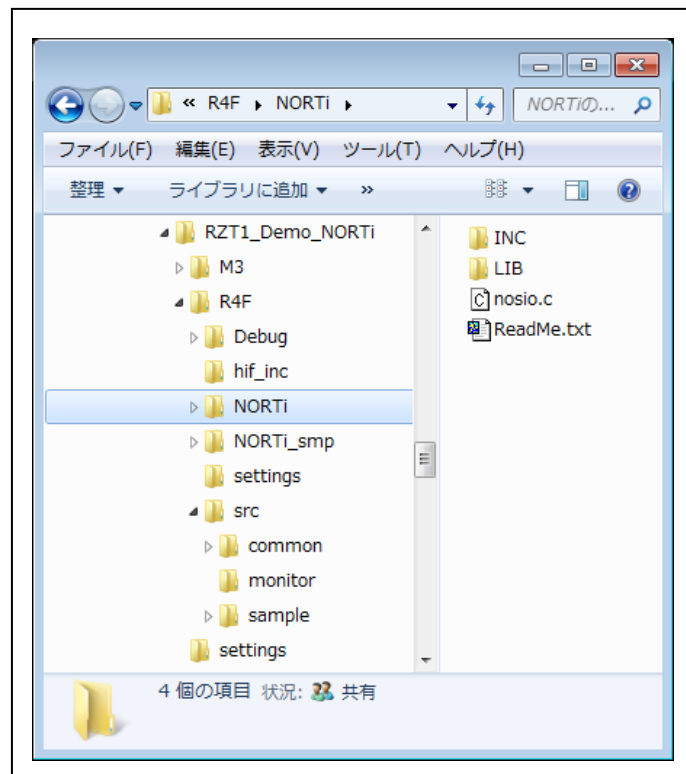 « R4F ▸ NORTi ▸
NORTiの...
ファイル(F) 編集(E) 表示(V) ツール(T) ヘルプ(H)
整理 ▼ ライブラリに追加 ▼ »
RZT1_Demo_NORTi
M3
R4F
Debug
hif_inc
NORTi
NORTi_smp
settings
src
common
monitor
sample
settings
INC
LIB
nosio.c
ReadMe.txt
4 個の項目 状況: 共有